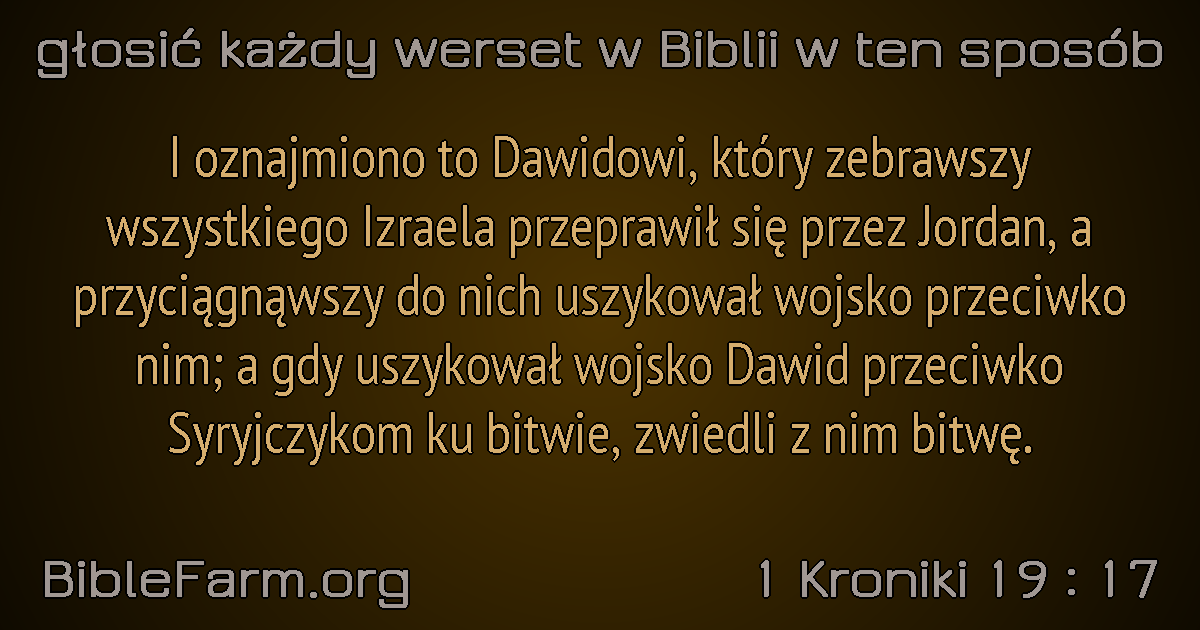 głosić każdy werset w Biblii w ten sposób
I oznajmiono to Dawidowi, który zebrawszy
wszystkiego Izraela przeprawił się przez Jordan, a
przyciągnąwszy do nich uszykował wojsko przeciwko
nim; a gdy uszykował wojsko Dawid przeciwko
Syryjczykom ku bitwie, zwiedli z nim bitwę.
BibleFarm.org
1 Kroniki 19 : 17